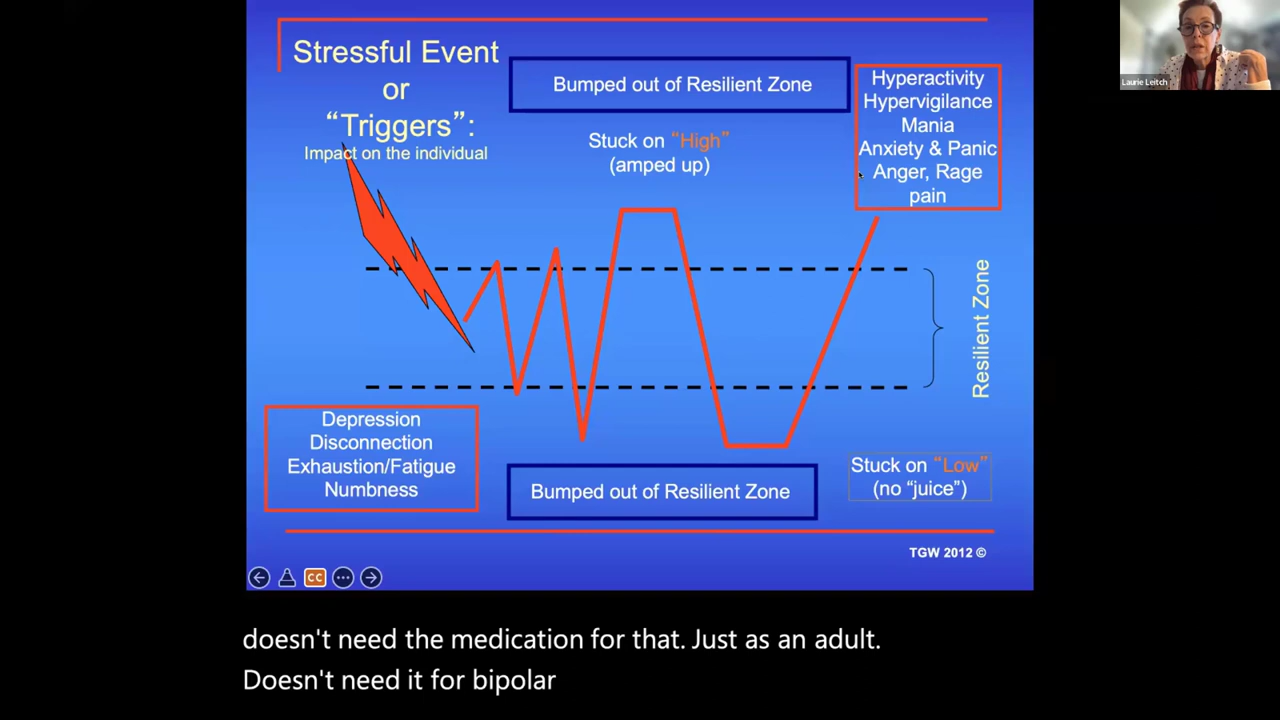 Stressful Event
or
“Triggers”:
Impact on the individual
Bumped out of Resilient Zone
Stuck on “High”
(amped up)
Hyperactivity
Hypervigilance
Mania
Anxiety & Panic
Anger, Rage
pain
Laurie Leitch
Resilient Zone
Depression
Disconnection
Exhaustion/Fatigue
Numbness
Bumped out of Resilient Zone
Stuck on “Low”
(no “juice”)
TGW 2012 ©
CC
doesn't need the medication for that. Just as an adult.
Doesn't need it for bipolar